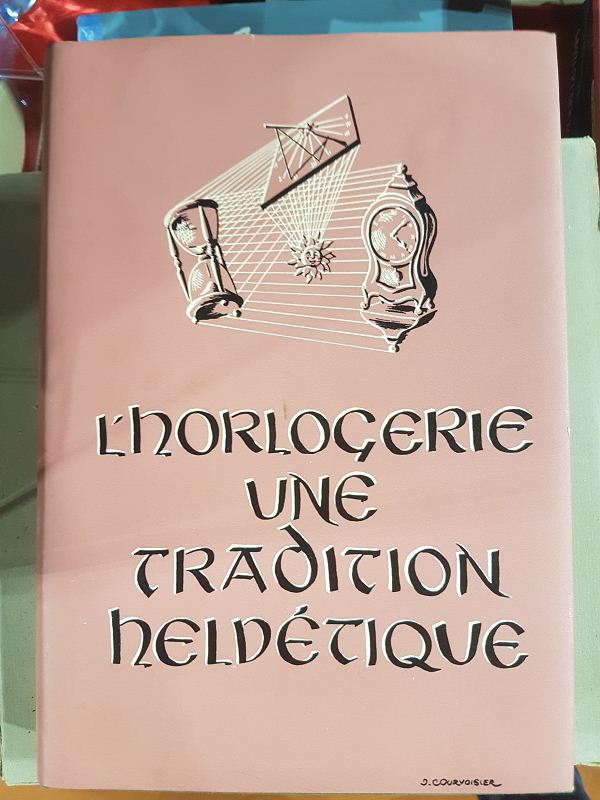 L'HORLOGERIE
UNE
TRADITION
HELVÉTIQUE
J. COURVOISIER